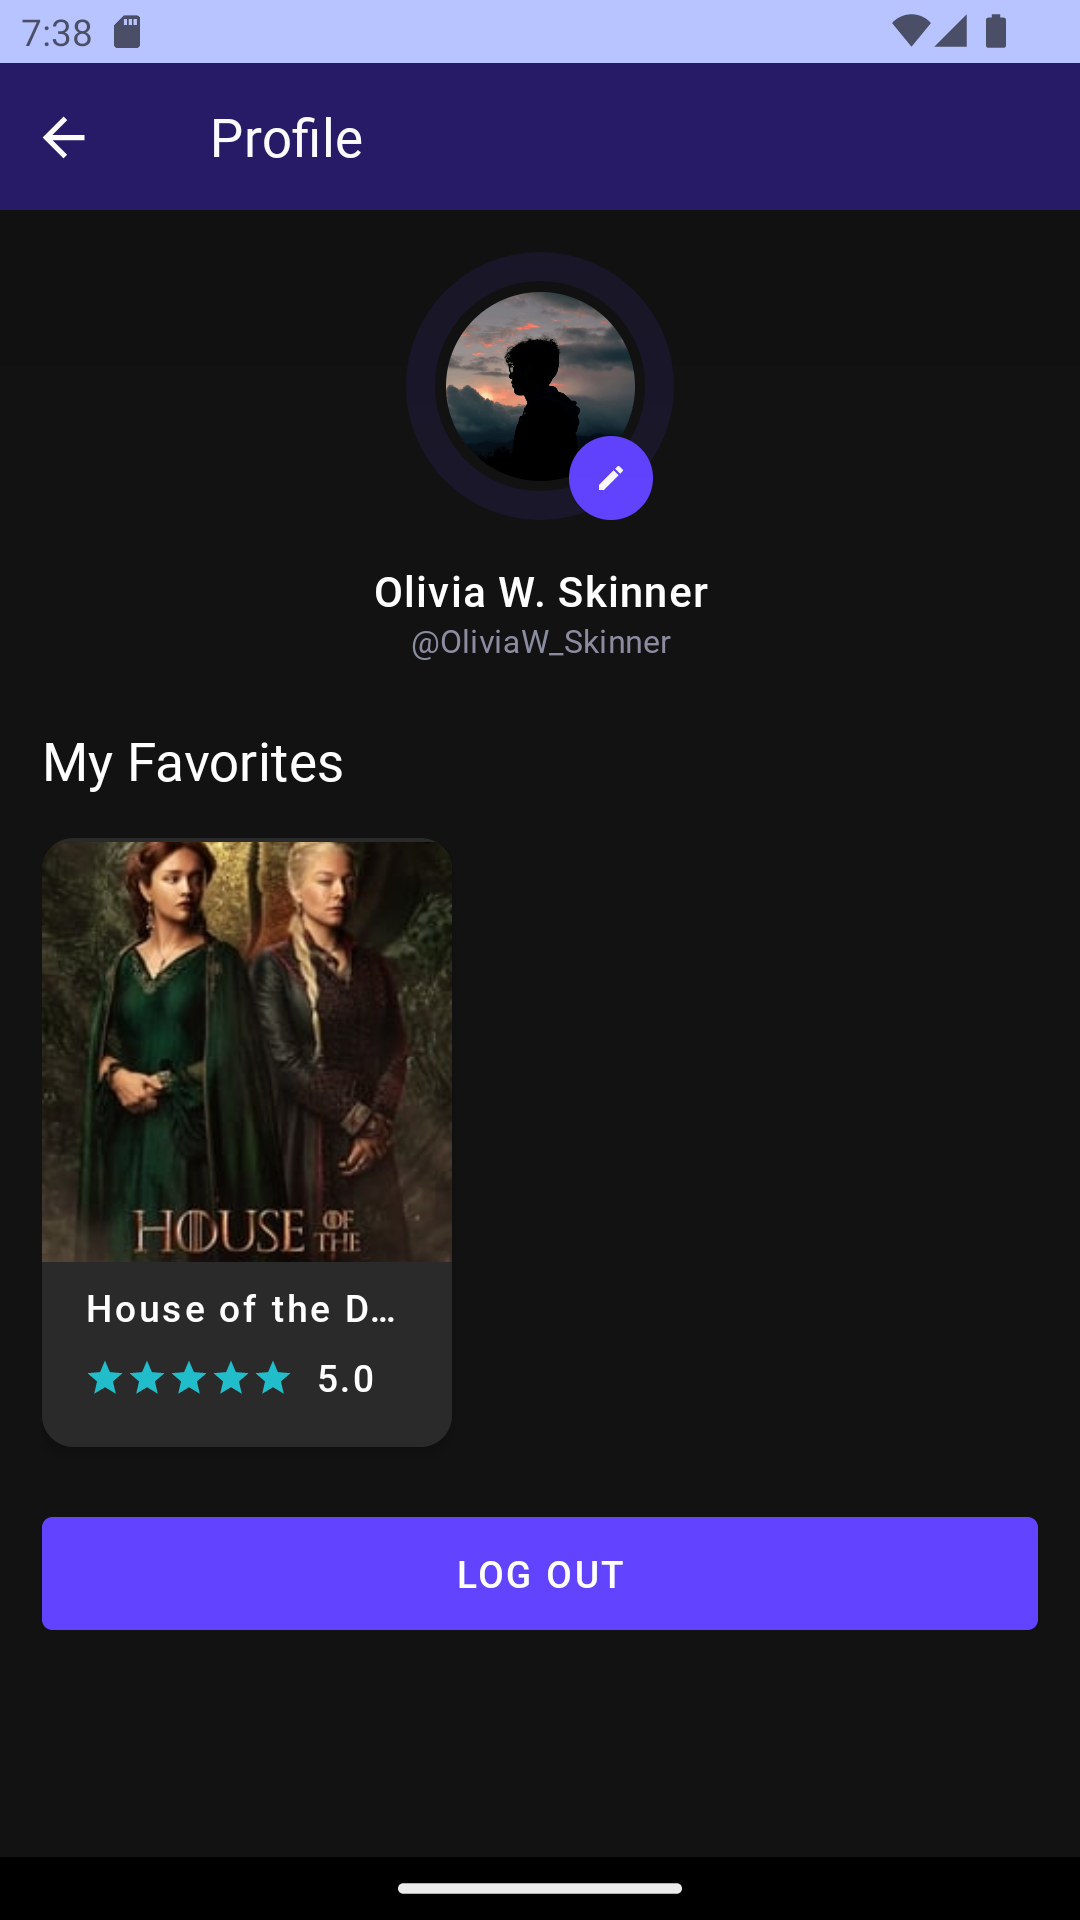 7:38
Profile
Olivia W. Skinner
@OliviaW_Skinner
My Favorites
HOUSE OF THE
House of the D…
5.0
LOG OUT